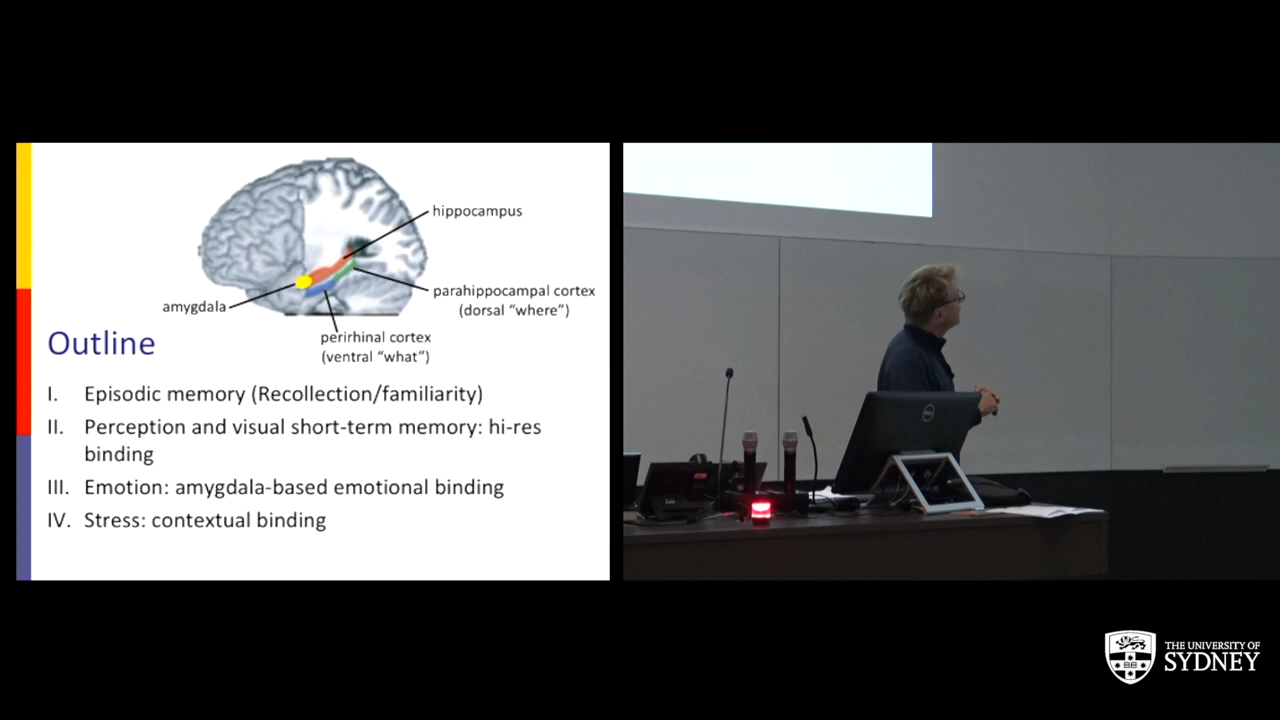 hippocampus
parahippocampal cortex
(dorsal “where”)
amygdala
perirhinal cortex
(ventral “what”)
Outline
I. Episodic memory (Recollection/familiarity)
II. Perception and visual short-term memory: hi-res
binding
III. Emotion: amygdala-based emotional binding
IV. Stress: contextual binding
DELL
THE UNIVERSITY OF
SYDNEY